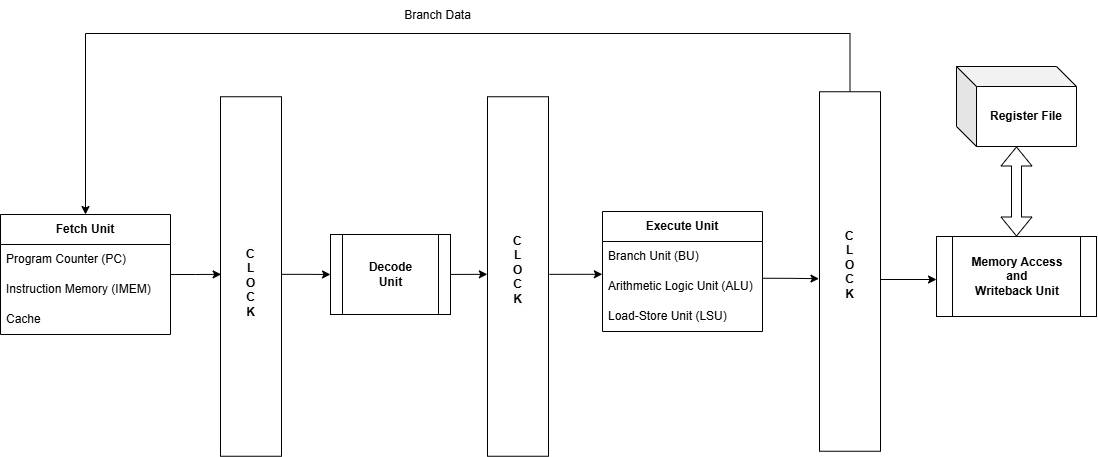 Branch Data
Fetch Unit
Program Counter (PC)
Instruction Memory (IMEM)
Cache
C
L
O
C
K
Decode
Unit
C
L
O
C
K
Execute Unit
Branch Unit (BU)
Arithmetic Logic Unit (ALU)
Load-Store Unit (LSU)
C
L
O
C
K
Register File
Memory Access
and
Writeback Unit